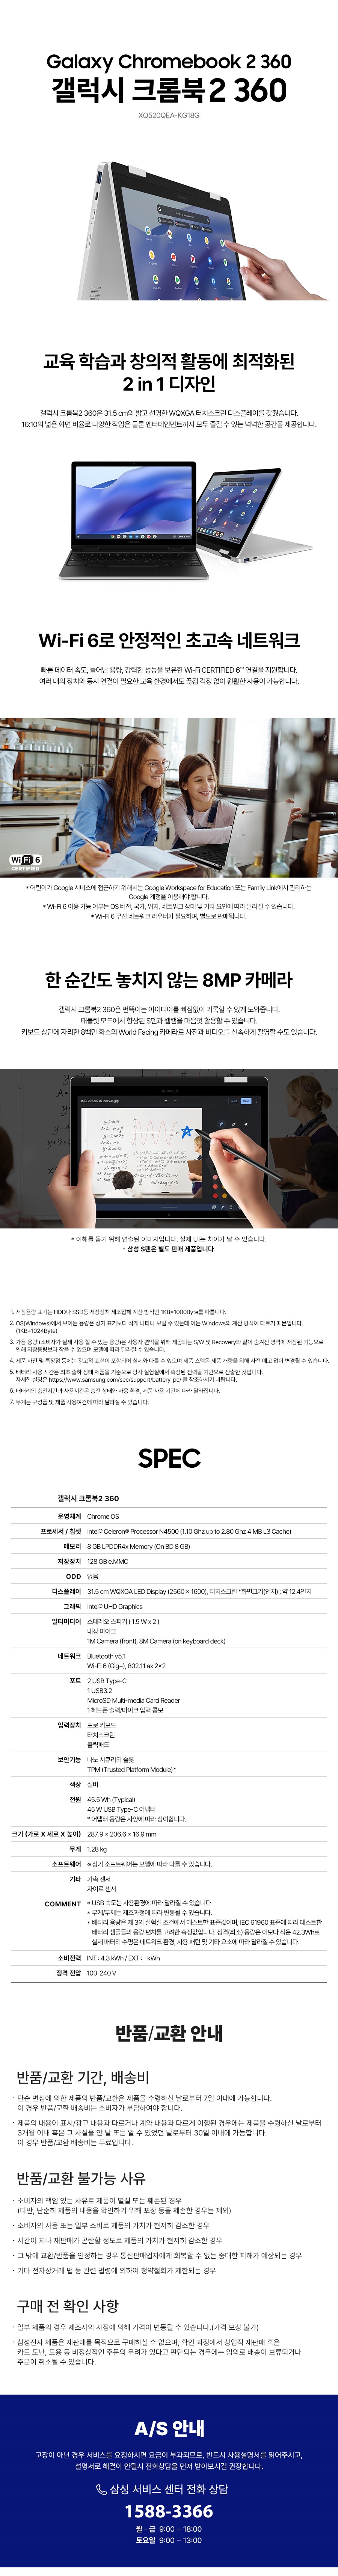 Galaxy Chromebook 2 360
갤럭시 크롬북 2 360
XQ520QEA-KG18G
교육 학습과 창의적 활동에 최적화된
2 in 1 디자인
갤럭시 크롬북2 360은 31.5 cm의 밝고 선명한 WQXGA 터치스크린 디스플레이를 갖췄습니다.
16:10의 넓은 화면 비율로 다양한 작업은 물론 엔터테인먼트까지 모두 즐길 수 있는 넉넉한 공간을 제공합니다.
Wi-Fi 6로 안정적인 초고속 네트워크
빠른 데이터 속도, 늘어난 용량, 강력한 성능을 보유한 Wi-Fi CERTIFIED 6™ 연결을 지원합니다.
여러 대의 장치와 동시 연결이 필요한 교육 환경에서도 끊김 걱정 없이 원활한 사용이 가능합니다.
Wi Fi 6
CERTIFIED
* 어린이가 Google 서비스에 접근하기 위해서는 Google Workspace for Education 또는 Family Link에서 관리하는
Google 계정을 이용해야 합니다.
* Wi-Fi 6 이용 가능 여부는 OS 버전, 국가, 위치, 네트워크 상태 및 기타 요인에 따라 달라질 수 있습니다.
* Wi-Fi 6 무선 네트워크 라우터가 필요하며, 별도로 판매됩니다.
한 순간도 놓치지 않는 8MP 카메라
갤럭시 크롬북2 360은 번뜩이는 아이디어를 빠짐없이 기록할 수 있게 도와줍니다.
태블릿 모드에서 향상된 S펜과 웹캠을 마음껏 활용할 수 있습니다.
키보드 상단에 자리한 8백만 화소의 World Facing 카메라로 사진과 비디오를 신속하게 촬영할 수도 있습니다.
* 이해를 돕기 위해 연출된 이미지입니다. 실제 UI는 차이가 날 수 있습니다.
* 삼성 S펜은 별도 판매 제품입니다.
1. 저장용량 표기는 HDD나 SSD등 저장장치 제조업체 계산 방식인 1KB=1000Byte를 따릅니다.
2. OS(Windows)에서 보이는 용량은 상기 표기보다 작게 나타나 보일 수 있는데 이는 Windows의 계산 방식이 다르기 때문입니다.
(1KB=1024Byte)
3. 가용 용량 (소비자가 실제 사용 할 수 있는 용량)은 사용자 편익을 위해 제공되는 S/W 및 Recovery와 같이 숨겨진 영역에 저장된 기능으로
인해 저장용량보다 작을 수 있으며 모델에 따라 달라질 수 있습니다.
4. 제품 사진 및 특장점 등에는 광고적 표현이 포함되어 실제와 다를 수 있으며 제품 스펙은 제품 개량을 위해 사전 예고 없이 변경될 수 있습니다.
5. 배터리 사용 시간은 최초 출하 상태 제품을 기준으로 당사 실험실에서 측정된 전력을 기반으로 산출한 것입니다.
자세한 설명은 https://www.samsung.com/sec/support/battery_pc/ 을 참조하시기 바랍니다.
6. 배터리의 충전시간과 사용시간은 충전 상태와 사용 환경, 제품 사용 기간에 따라 달라집니다.
7. 무게는 구성품 및 제품 사용여건에 따라 달라질 수 있습니다.
SPEC
갤럭시 크롬북2 360
운영체계 Chrome OS
프로세서 / 칩셋 Intel® Celeron® Processor N4500 (1.10 Ghz up to 2.80 Ghz 4 MB L3 Cache)
메모리 8 GB LPDDR4x Memory (On BD 8 GB)
저장장치 128 GB e.MMC
ODD 없음
디스플레이 31.5 cm WQXGA LED Display (2560 × 1600), 터치스크린 *화면크기(인치) : 약 12.4인치
그래픽 Intel® UHD Graphics
멀티미디어 스테레오 스피커 ( 1.5 W x 2 )
내장 마이크
1M Camera (front), 8M Camera (on keyboard deck)
네트워크 Bluetooth v5.1
Wi-Fi 6 (Gig+), 802.11 ax 2×2
포트 2 USB Type-C
1 USB3.2
MicroSD Multi-media Card Reader
1 헤드폰 출력/마이크 입력 콤보
입력장치 프로 키보드
터치스크린
클릭패드
보안기능 나노 시큐리티 슬롯
TPM (Trusted Platform Module)*
색상 실버
전원 45.5 Wh (Typical)
45 W USB Type-C 어댑터
* 어댑터 용량은 사양에 따라 상이합니다.
크기 (가로 X 세로 X 높이) 287.9 × 206.6 × 16.9 mm
무게 1.28 kg
소프트웨어 ※ 상기 소프트웨어는 모델에 따라 다를 수 있습니다.
기타 가속 센서
자이로 센서
COMMENT * USB 속도는 사용환경에 따라 달라질 수 있습니다
* 무게/두께는 제조과정에 따라 변동될 수 있습니다.
* 배터리 용량은 제 3의 실험실 조건에서 테스트한 표준값이며, IEC 61960 표준에 따라 테스트한
배터리 샘플들의 용량 편차를 고려한 측정값입니다. 정격(최소) 용량은 이보다 적은 42.3Wh로
실제 배터리 수명은 네트워크 환경, 사용 패턴 및 기타 요소에 따라 달라질 수 있습니다.
소비전력 INT : 4.3 kWh / EXT : - kWh
정격 전압 100-240 V
반품/교환 안내
반품/교환 기간, 배송비
· 단순 변심에 의한 제품의 반품/교환은 제품을 수령하신 날로부터 7일 이내에 가능합니다.
이 경우 반품/교환 배송비는 소비자가 부담하여야 합니다.
· 제품의 내용이 표시/광고 내용과 다르거나 계약 내용과 다르게 이행된 경우에는 제품을 수령하신 날로부터
3개월 이내 혹은 그 사실을 안 날 또는 알 수 있었던 날로부터 30일 이내에 가능합니다.
이 경우 반품/교환 배송비는 무료입니다.
반품/교환 불가능 사유
· 소비자의 책임 있는 사유로 제품이 멸실 또는 훼손된 경우
(다만, 단순히 제품의 내용을 확인하기 위해 포장 등을 훼손한 경우는 제외)
· 소비자의 사용 또는 일부 소비로 제품의 가치가 현저히 감소한 경우
· 시간이 지나 재판매가 곤란할 정도로 제품의 가치가 현저히 감소한 경우
· 그 밖에 교환/반품을 인정하는 경우 통신판매업자에게 회복할 수 없는 중대한 피해가 예상되는 경우
· 기타 전자상거래 법 등 관련 법령에 의하여 청약철회가 제한되는 경우
구매 전 확인 사항
· 일부 제품의 경우 제조사의 사정에 의해 가격이 변동될 수 있습니다.(가격 보상 불가)
· 삼성전자 제품은 재판매를 목적으로 구매하실 수 없으며, 확인 과정에서 상업적 재판매 혹은
카드 도난, 도용 등 비정상적인 주문의 우려가 있다고 판단되는 경우에는 임의로 배송이 보류되거나
주문이 취소될 수 있습니다.
A/S 안내
고장이 아닌 경우 서비스를 요청하시면 요금이 부과되므로, 반드시 사용설명서를 읽어주시고,
설명서로 해결이 안될시 전화상담을 먼저 받아보시길 권장합니다.
삼성 서비스 센터 전화 상담
1588-3366
월 – 금 9:00 – 18:00
토요일 9:00 – 13:00